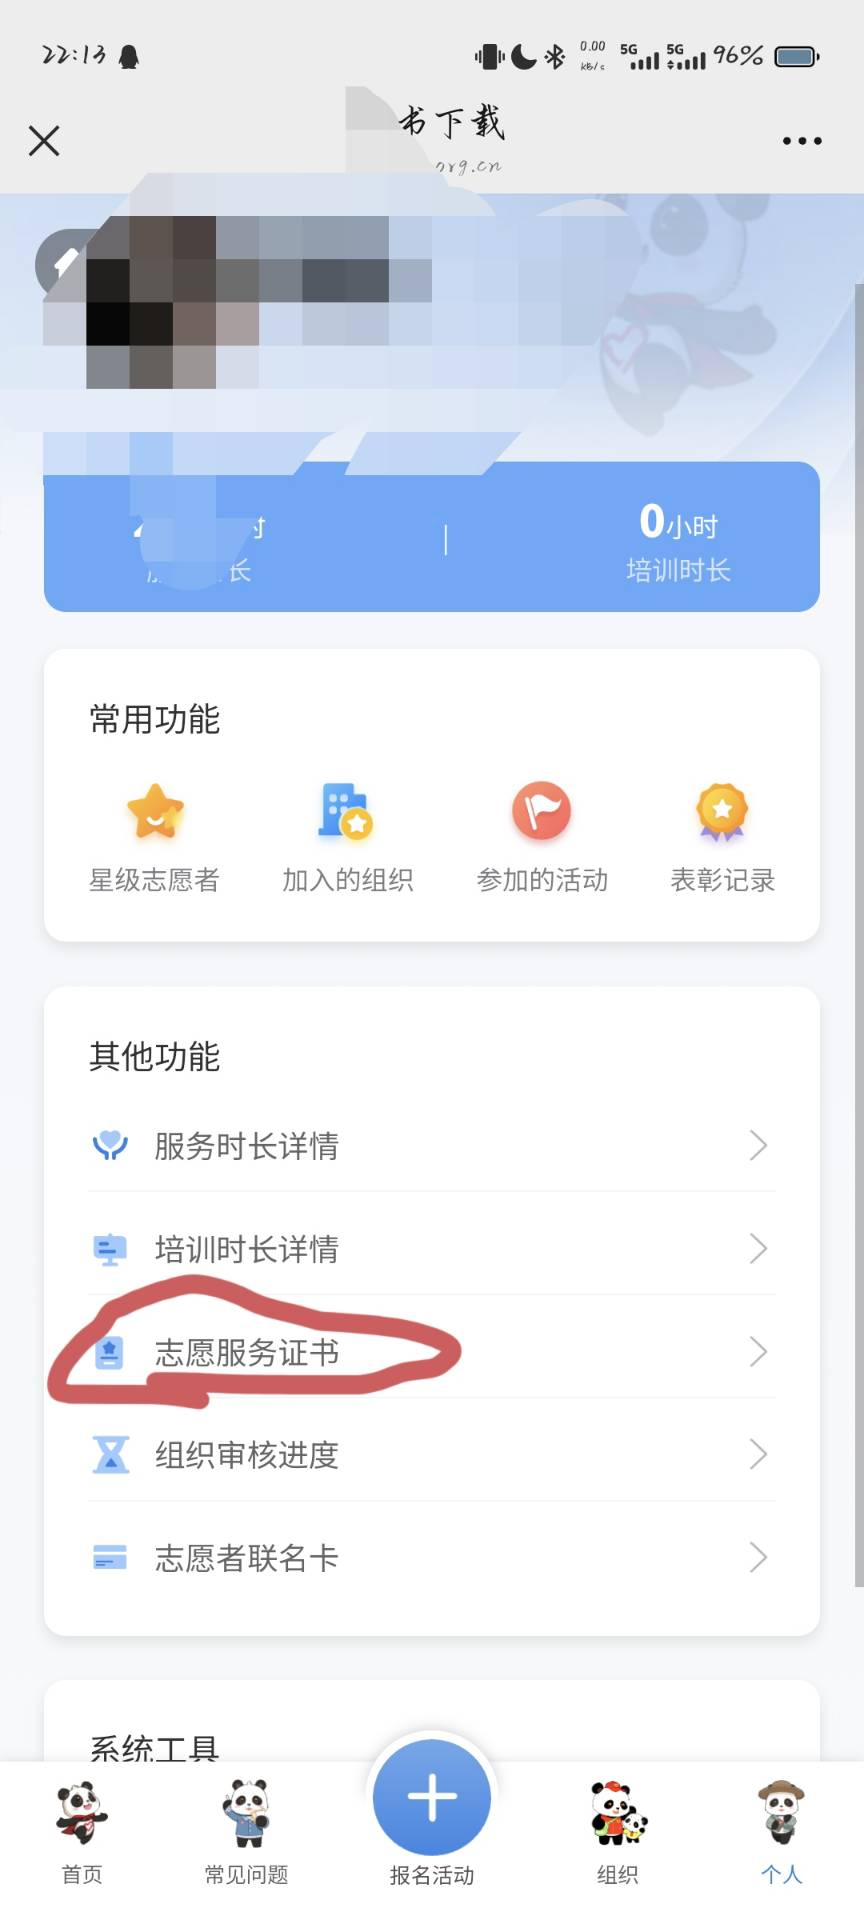 22:13
0.00
KB/s
5G
5G
96%
书下载
org.cn
时
0小时
长
培训时长
常用功能
星级志愿者
加入的组织
参加的活动
表彰记录
其他功能
服务时长详情
培训时长详情
志愿服务证书
组织审核进度
志愿者联名卡
系统工具
首页
常见问题
报名活动
组织
个人